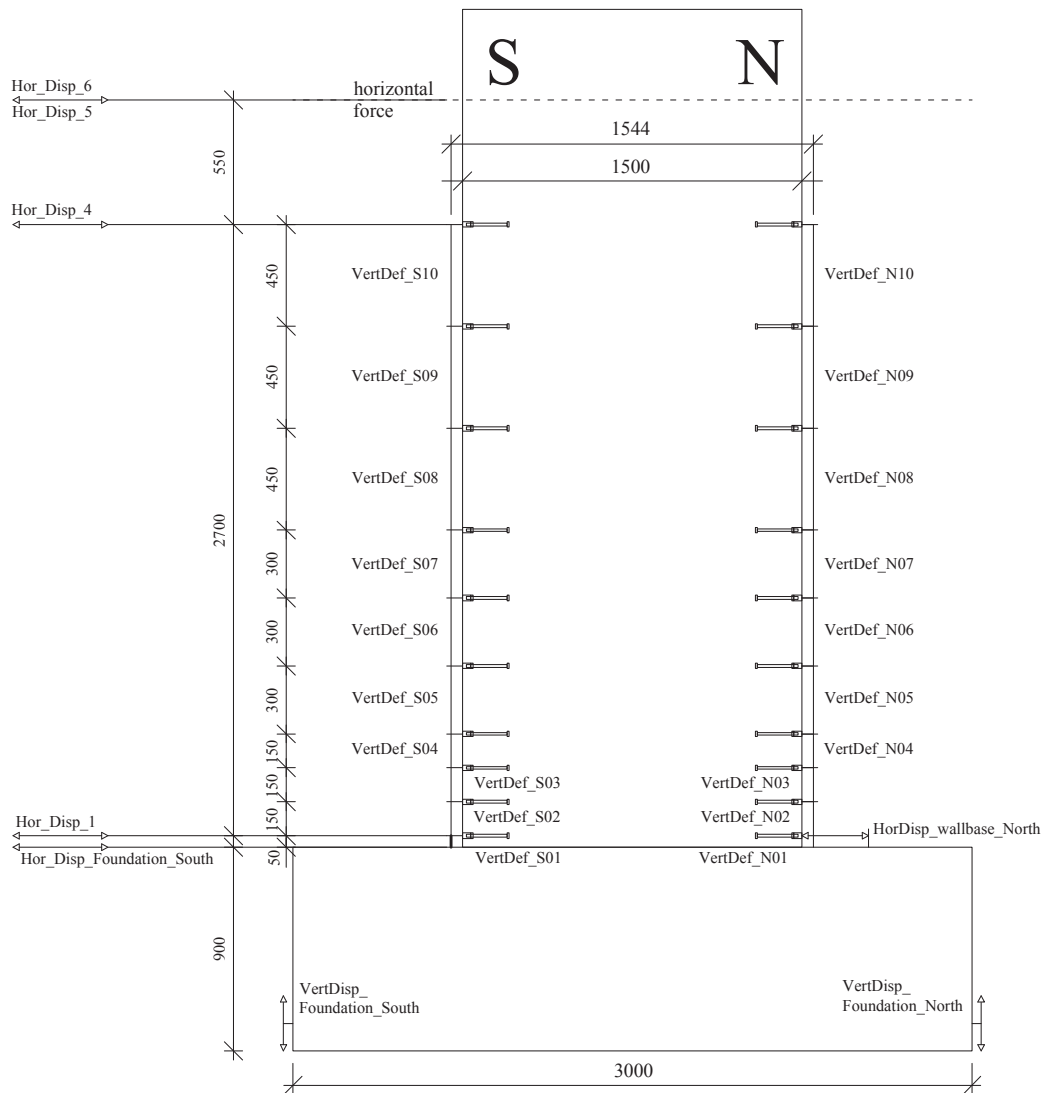 S N
Hor_Disp_6
horizontal
Hor_Disp_5
force
1544
550
1500
Hor_Disp_4
450
VertDef_S10
VertDef_N10
450
VertDef_S09
VertDef_N09
450
VertDef_S08
VertDef_N08
2700
300
VertDef_S07
VertDef_N07
300
VertDef_S06
VertDef_N06
300
VertDef_S05
VertDef_N05
150
VertDef_S04
VertDef_N04
150
VertDef_S03
VertDef_N03
150
VertDef_S02
VertDef_N02
Hor_Disp_1
HorDisp_wallbase_North
Hor_Disp_Foundation_South
50
VertDef_S01
VertDef_N01
900
VertDisp_
Foundation_South
VertDisp_
Foundation_North
3000